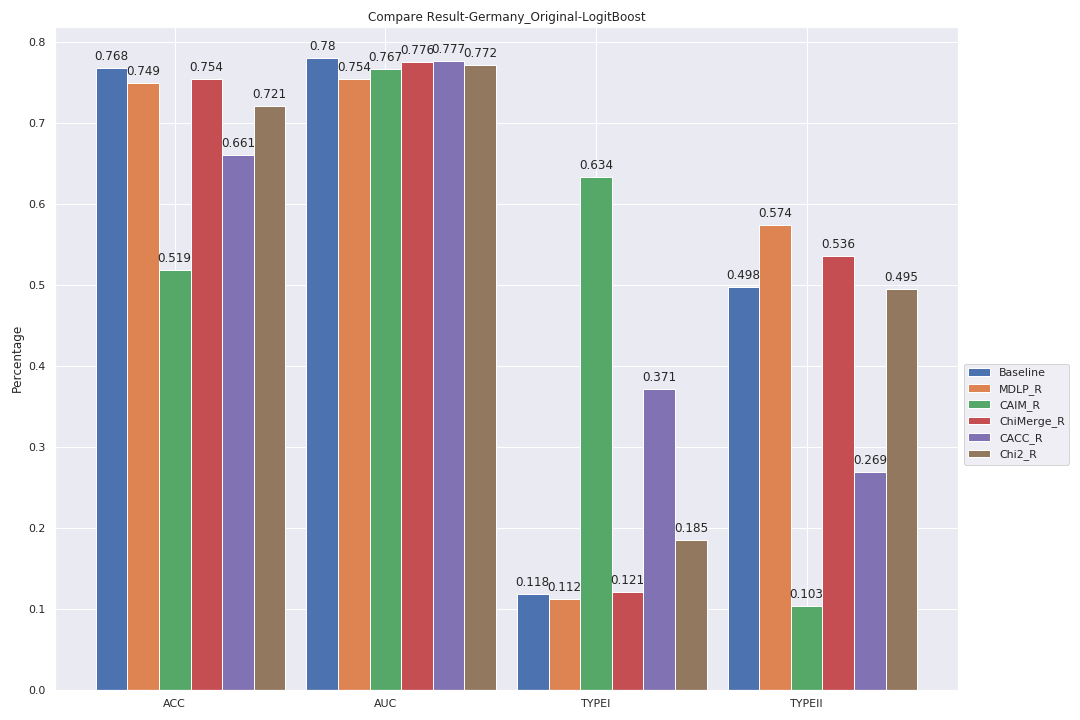 Compare Result-Germany_Original-LogitBoost
Percentage
0.8
0.7
0.6
0.5
0.4
0.3
0.2
0.1
0.0
0.768
0.749
0.519
0.754
0.661
0.721
0.78
0.754
0.767
0.776
0.777
0.772
0.118
0.112
0.634
0.121
0.371
0.185
0.498
0.574
0.103
0.536
0.269
0.495
ACC
AUC
TYPEI
TYPEII
Baseline
MDLP_R
CAIM_R
ChiMerge_R
CACC_R
Chi2_R